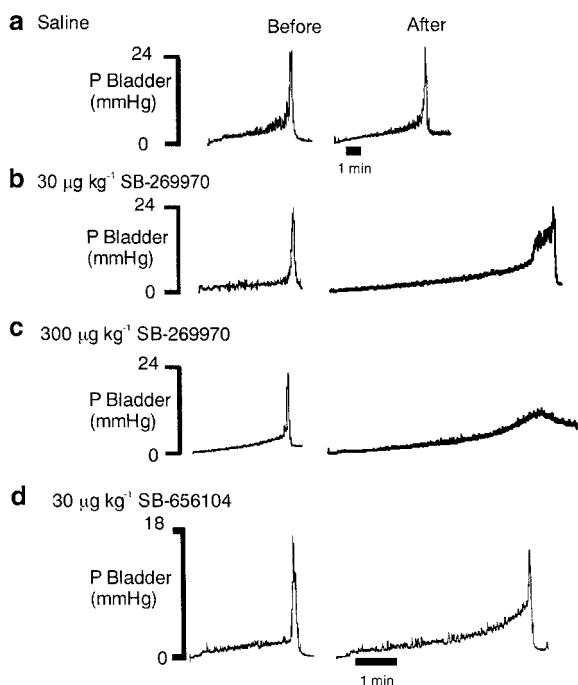 a Saline
Before
After
24
P Bladder
(mmHg)
0
1 min
b 30 μg kg⁻¹ SB-269970
24
P Bladder
(mmHg)
0
c 300 μg kg⁻¹ SB-269970
24
P Bladder
(mmHg)
0
d 30 μg kg⁻¹ SB-656104
18
P Bladder
(mmHg)
0
1 min